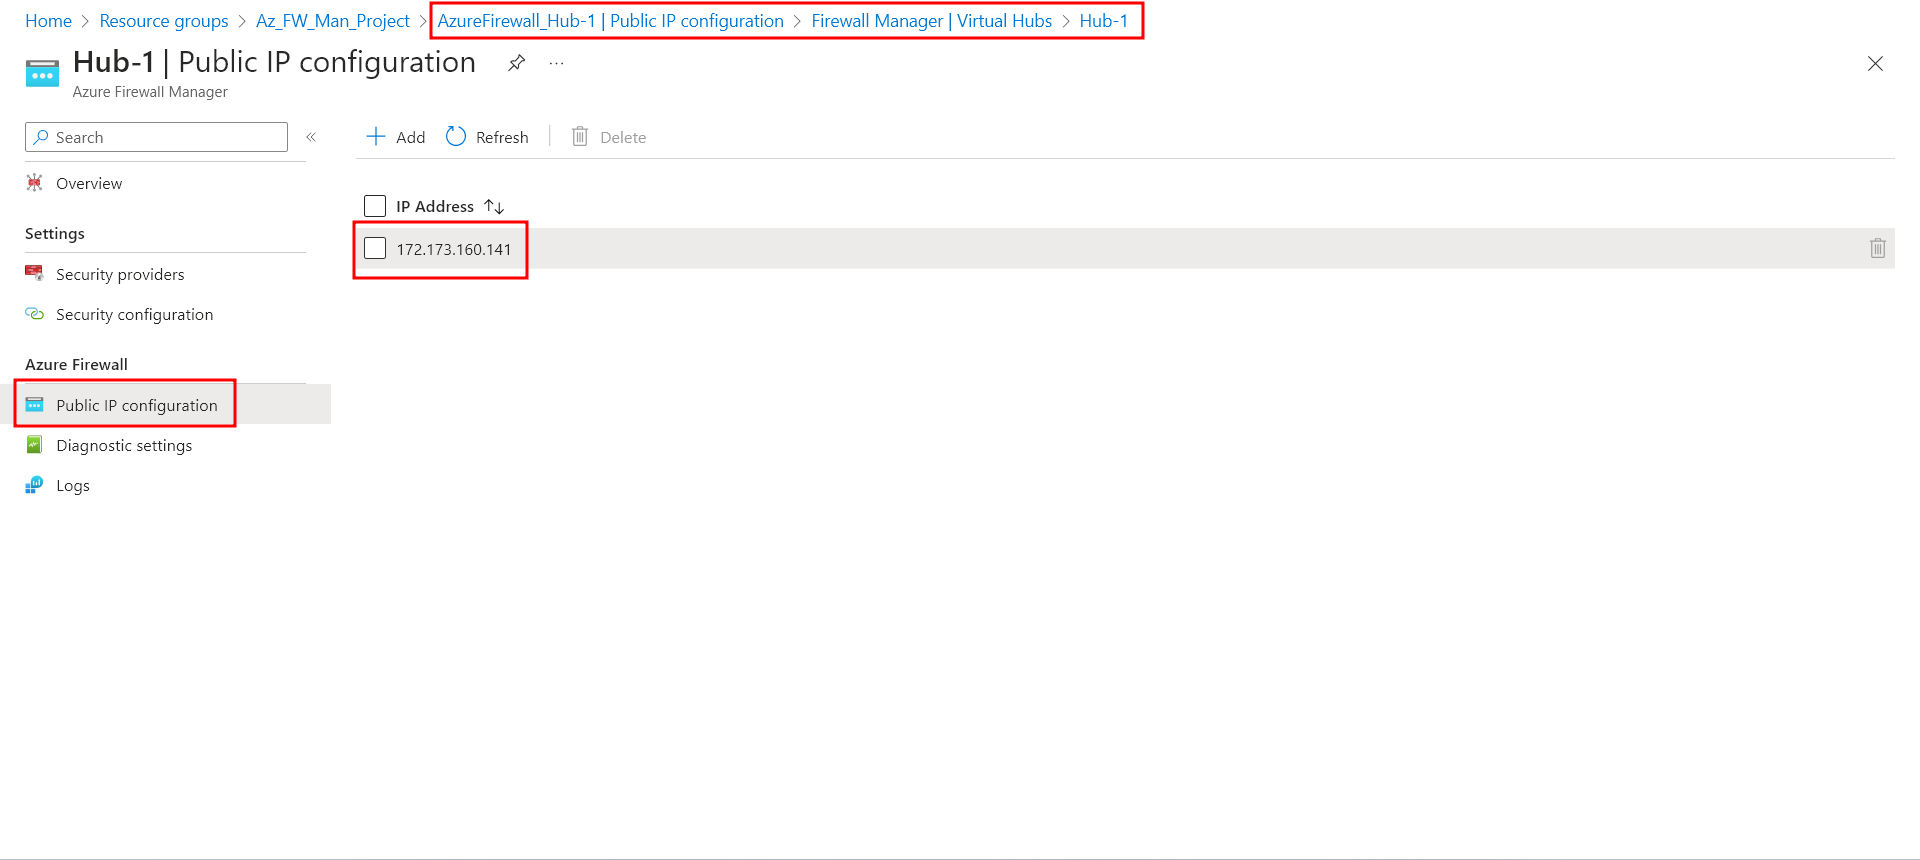 Home > Resource groups > Az_FW_Man_Project > AzureFirewall_Hub-1 | Public IP configuration > Firewall Manager | Virtual Hubs > Hub-1
Hub-1 | Public IP configuration ...
Azure Firewall Manager
Search «
Add Refresh Delete
Overview
Settings
Security providers
Security configuration
Azure Firewall
Public IP configuration
Diagnostic settings
Logs
IP Address ↑↓
172.173.160.141